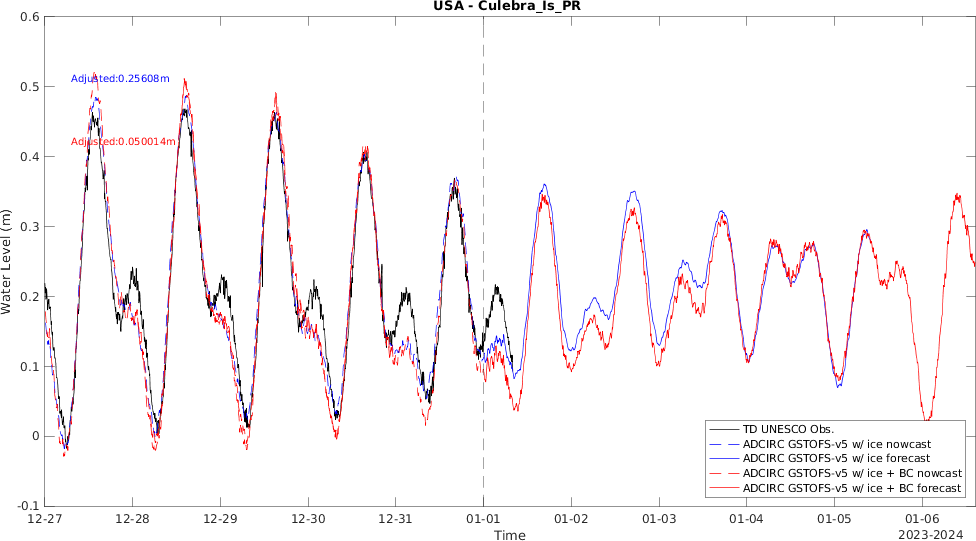 USA - Culebra_Is_PR
Water Level (m)
0.6
0.5
0.4
0.3
0.2
0.1
0
-0.1
Adjusted:0.25608m
Adjusted:0.050014m
TD UNESCO Obs.
ADCIRC GSTOFS-v5 w/ ice nowcast
ADCIRC GSTOFS-v5 w/ ice forecast
ADCIRC GSTOFS-v5 w/ ice + BC nowcast
ADCIRC GSTOFS-v5 w/ ice + BC forecast
12-27 12-28 12-29 12-30 12-31 01-01 01-02 01-03 01-04 01-05 01-06
Time
2023-2024